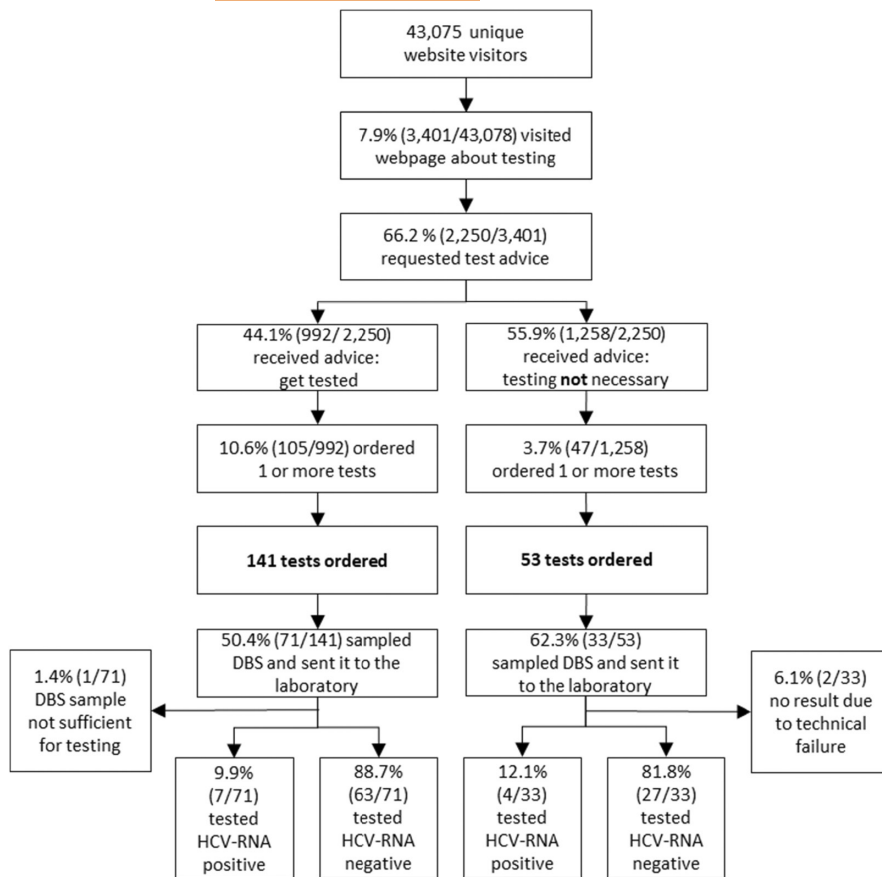 43,075 unique
website visitors
7.9% (3,401/43,078) visited
webpage about testing
66.2 % (2,250/3,401)
requested test advice
44.1% (992/ 2,250)
received advice:
get tested
55.9% (1,258/2,250)
received advice:
testing not necessary
10.6% (105/992) ordered
1 or more tests
3.7% (47/1,258)
ordered 1 or more tests
141 tests ordered
53 tests ordered
50.4% (71/141) sampled
DBS and sent it to the
laboratory
62.3% (33/53)
sampled DBS and sent it
to the laboratory
1.4% (1/71)
DBS sample
not sufficient
for testing
6.1% (2/33)
no result due
to technical
failure
9.9%
(7/71)
tested
HCV-RNA
positive
88.7%
(63/71)
tested
HCV-RNA
negative
12.1%
(4/33)
tested
HCV-RNA
positive
81.8%
(27/33)
tested
HCV-RNA
negative